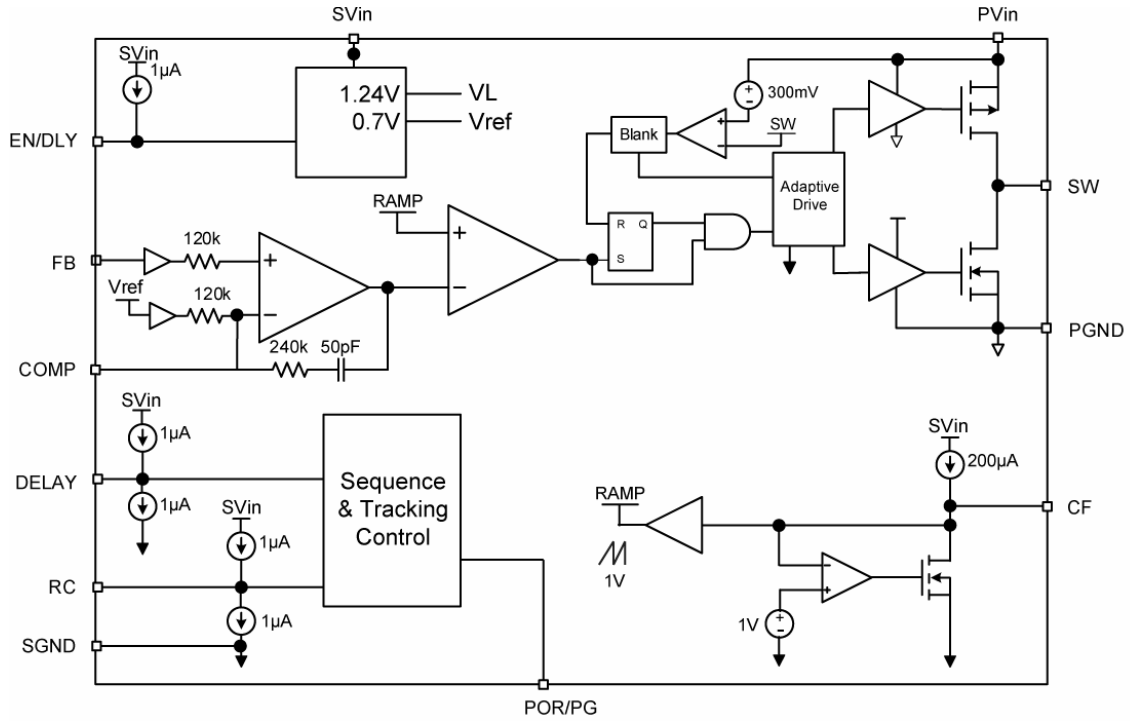 SVin
PVin
SVin
1µA
1.24V
VL
0.7V
Vref
EN/DLY
300mV
SW
Blank
Adaptive
Drive
SW
RAMP
R
Q
S
+
−
FB
120k
+
Vref
120k
−
240k
50pF
COMP
PGND
SVin
1µA
DELAY
1µA
SVin
1µA
RC
1µA
SGND
Sequence
& Tracking
Control
POR/PG
SVin
200µA
RAMP
CF
1V
1V